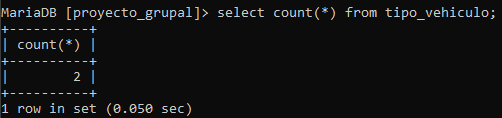 MariaDB [proyecto_grupal]> select count(*) from tipo_vehiculo;
+----------+
| count(*) |
+----------+
|        2 |
+----------+
1 row in set (0.050 sec)